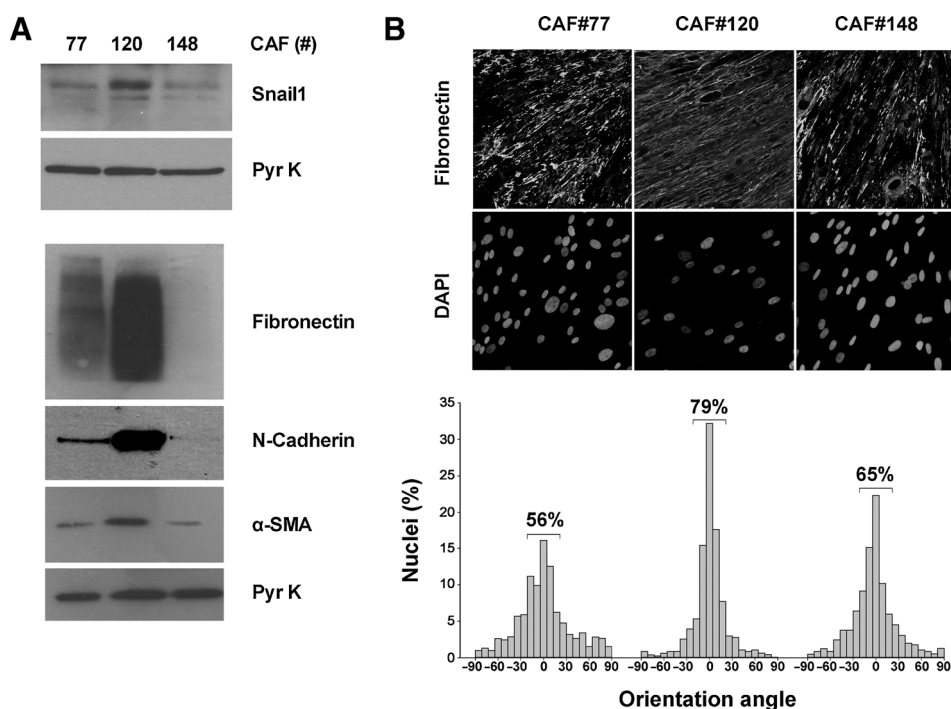 A
77 120 148 CAF (#)
Snail1
Pyr K
Fibronectin
N-Cadherin
α-SMA
Pyr K
B
CAF#77 CAF#120 CAF#148
Fibronectin
DAPI
35
30
25
20
15
10
5
0
Nuclei (%)
56%
79%
65%
−90 −60 −30 0 30 60 90 −90 −60 −30 0 30 60 90 −90 −60 −30 0 30 60 90
Orientation angle